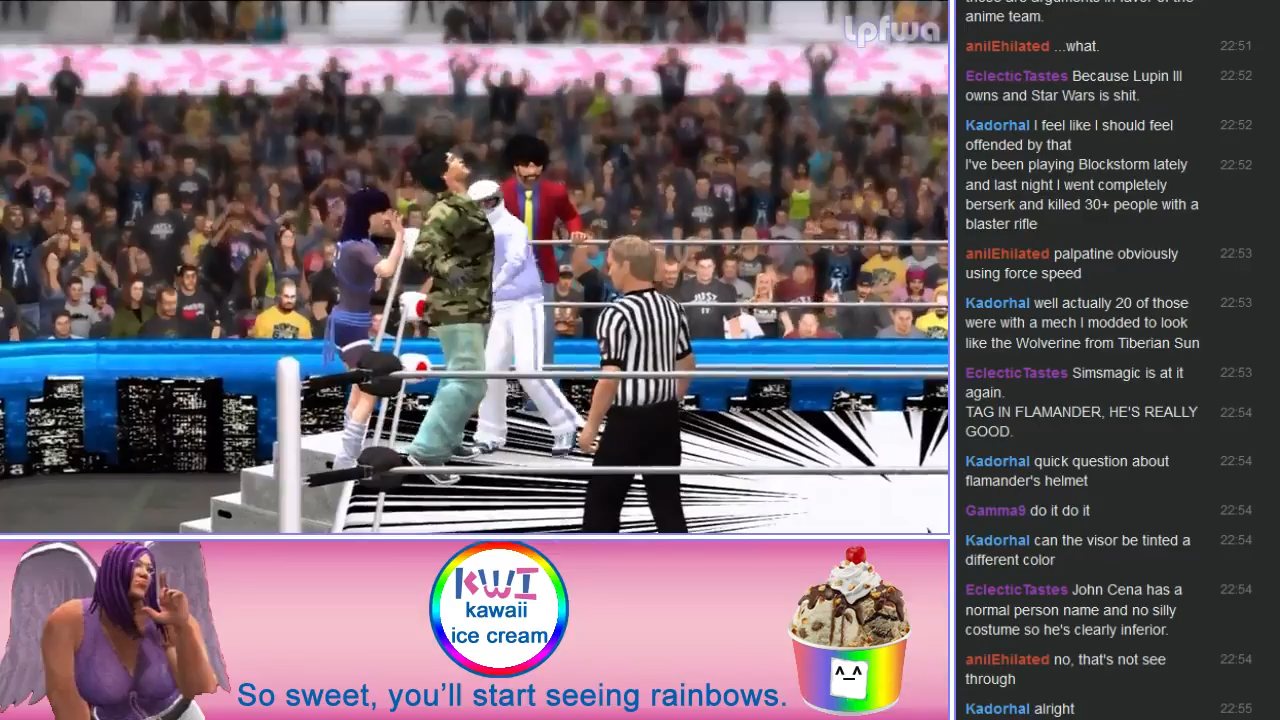 lpfwa
KWI
kawaii
ice cream
^_^
So sweet, you'll start seeing rainbows.
anime team.
anilEhilated ...what. 22:51
EclecticTastes Because Lupin III 22:52
owns and Star Wars is shit.
Kadorhal I feel like I should feel 22:52
offended by that
I've been playing Blockstorm lately 22:52
and last night I went completely
berserk and killed 30+ people with a
blaster rifle
anilEhilated palpatine obviously 22:53
using force speed
Kadorhal well actually 20 of those 22:53
were with a mech I modded to look
like the Wolverine from Tiberian Sun
EclecticTastes Simsmagic is at it 22:53
again.
TAG IN FLAMANDER, HE'S REALLY 22:54
GOOD.
Kadorhal quick question about 22:54
flamander's helmet
Gamma9 do it do it 22:54
Kadorhal can the visor be tinted a 22:54
different color
EclecticTastes John Cena has a 22:54
normal person name and no silly
costume so he's clearly inferior.
anilEhilated no, that's not see 22:54
through
Kadorhal alright 22:55